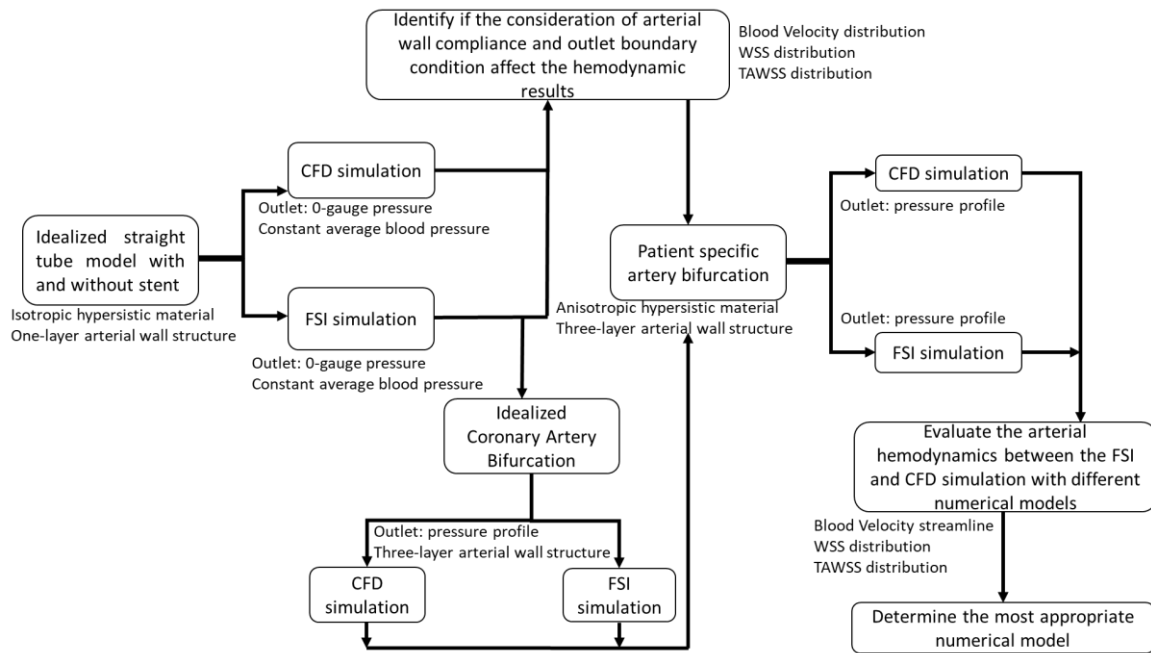 Identify if the consideration of arterial
wall compliance and outlet boundary
condition affect the hemodynamic
results
Blood Velocity distribution
WSS distribution
TAWSS distribution
CFD simulation
Outlet: 0-gauge pressure
Constant average blood pressure
Idealized straight
tube model with
and without stent
Isotropic hypersistic material
One-layer arterial wall structure
FSI simulation
Outlet: 0-gauge pressure
Constant average blood pressure
Idealized
Coronary Artery
Bifurcation
Outlet: pressure profile
Three-layer arterial wall structure
CFD
simulation
FSI
simulation
Patient specific
artery bifurcation
Anisotropic hypersistic material
Three-layer arterial wall structure
CFD simulation
Outlet: pressure profile
Outlet: pressure profile
FSI simulation
Evaluate the arterial
hemodynamics between the FSI
and CFD simulation with different
numerical models
Blood Velocity streamline
WSS distribution
TAWSS distribution
Determine the most appropriate
numerical model